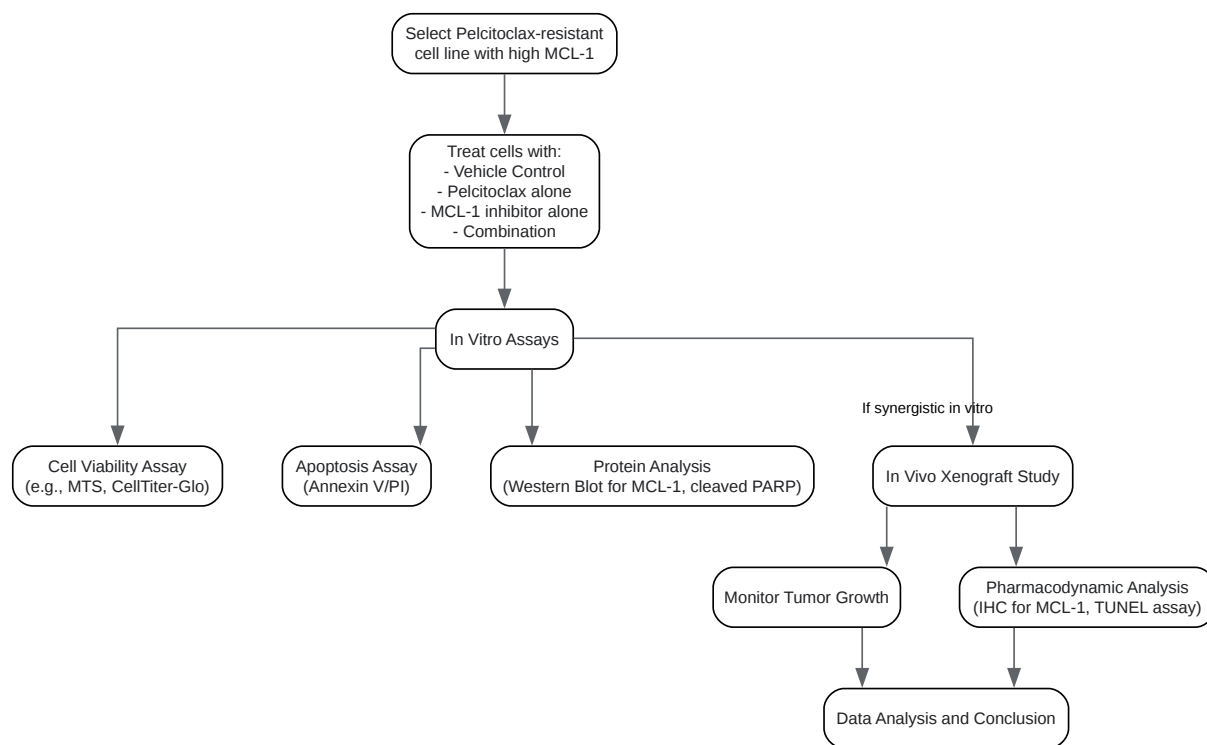 Select Pelcitoclax-resistant
cell line with high MCL-1
Treat cells with:
- Vehicle Control
- Pelcitoclax alone
- MCL-1 inhibitor alone
- Combination
In Vitro Assays
If synergistic in vitro
Cell Viability Assay
(e.g., MTS, CellTiter-Glo)
Apoptosis Assay
(Annexin V/PI)
Protein Analysis
(Western Blot for MCL-1, cleaved PARP)
In Vivo Xenograft Study
Monitor Tumor Growth
Pharmacodynamic Analysis
(IHC for MCL-1, TUNEL assay)
Data Analysis and Conclusion